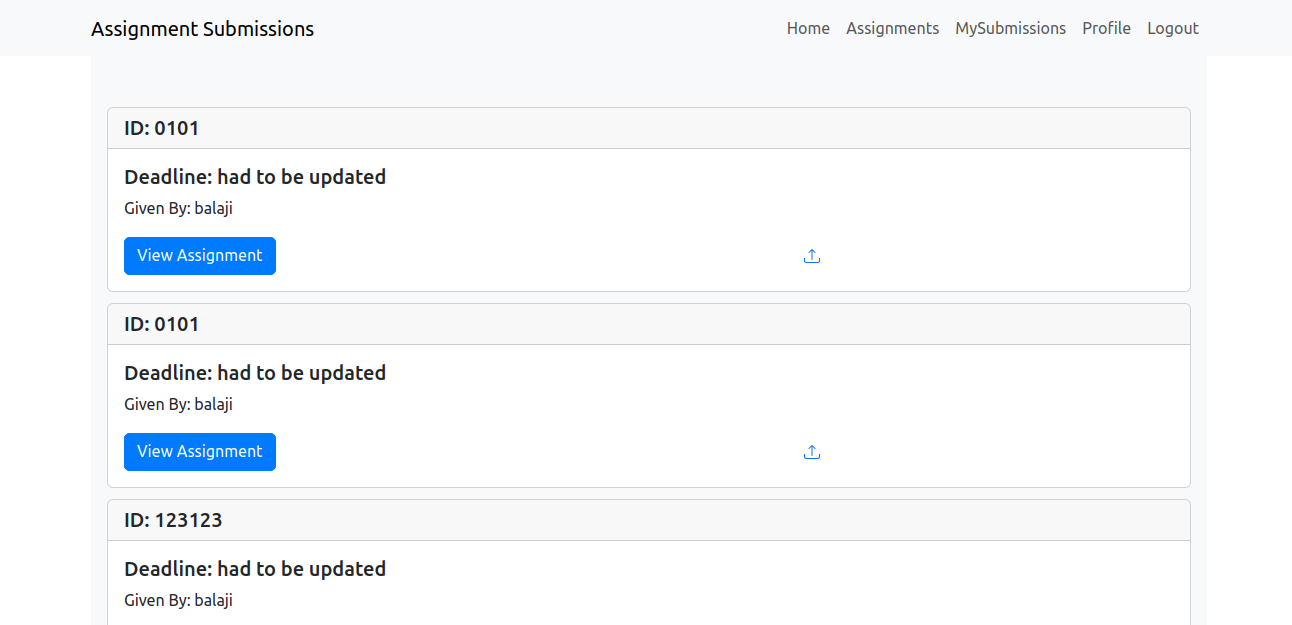 Assignment Submissions Home Assignments MySubmissions Profile Logout
ID: 0101
Deadline: had to be updated
Given By: balaji
View Assignment
ID: 0101
Deadline: had to be updated
Given By: balaji
View Assignment
ID: 123123
Deadline: had to be updated
Given By: balaji